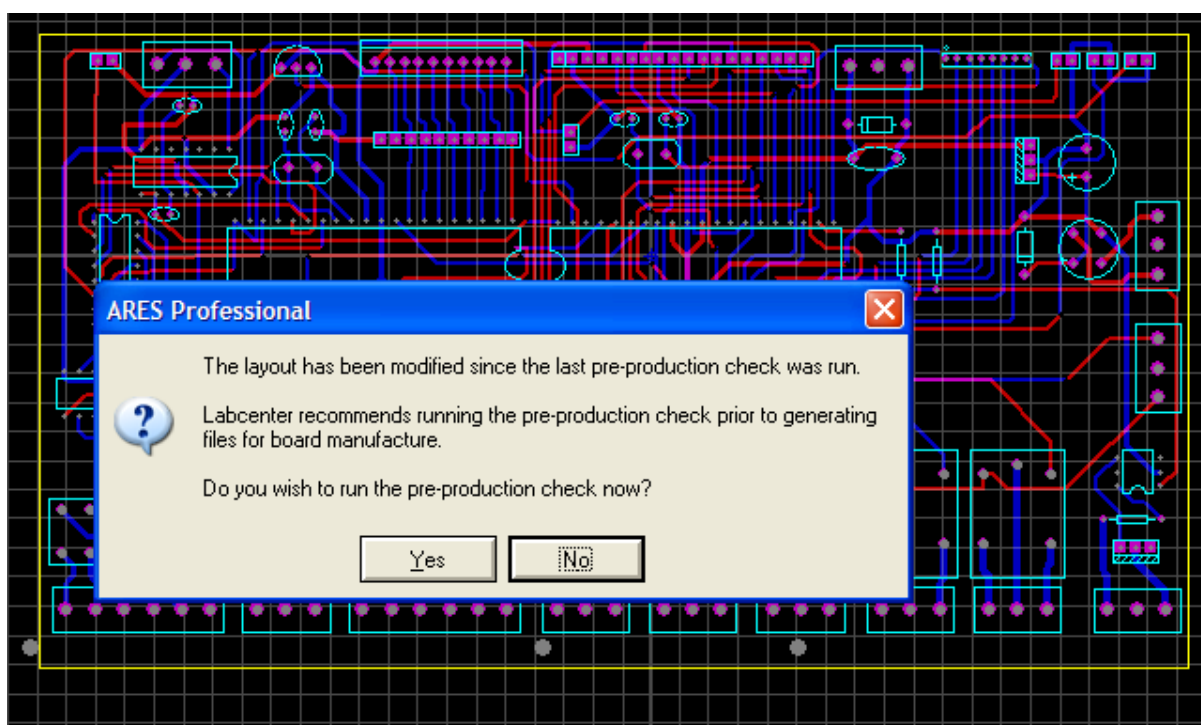 ARES Professional
The layout has been modified since the last pre-production check was run.
Labcenter recommends running the pre-production check prior to generating
files for board manufacture.
Do you wish to run the pre-production check now?
Yes
No